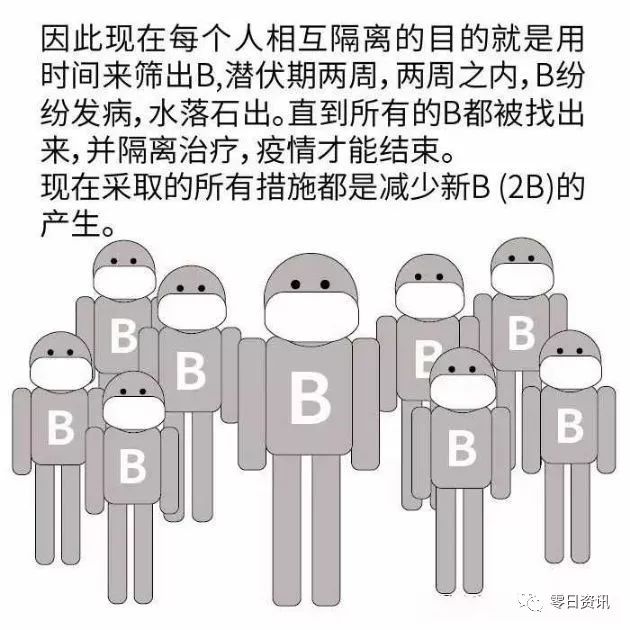 因此现在每个人相互隔离的目的就是用
时间来筛出B,潜伏期两周，两周之内，B纷
纷发病，水落石出。直到所有的B都被找出
来，并隔离治疗，疫情才能结束。
现在采取的所有措施都是减少新B (2B)的
产生。
B
B
B
B
B
B
B
B
B
零日资讯